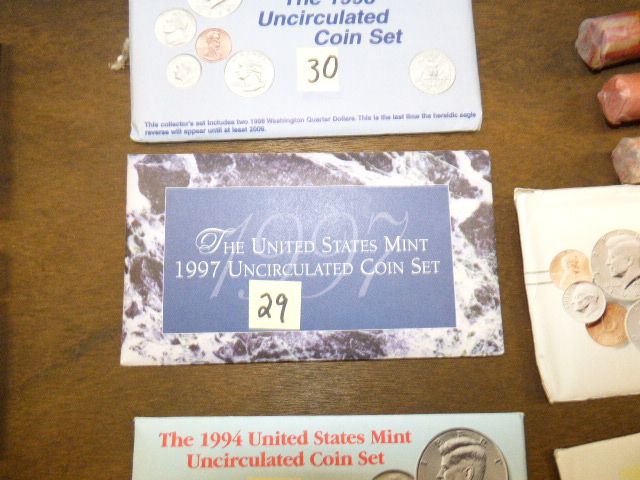 The 1998
Uncirculated
Coin Set
30
This collector's set includes two 1998 Washington Quarter Dollars. This is the last time the heraldic eagle
reverse will appear until at least 2009.
1997
THE UNITED STATES MINT
1997 UNCIRCULATED COIN SET
29
The 1994 United States Mint
Uncirculated Coin Set